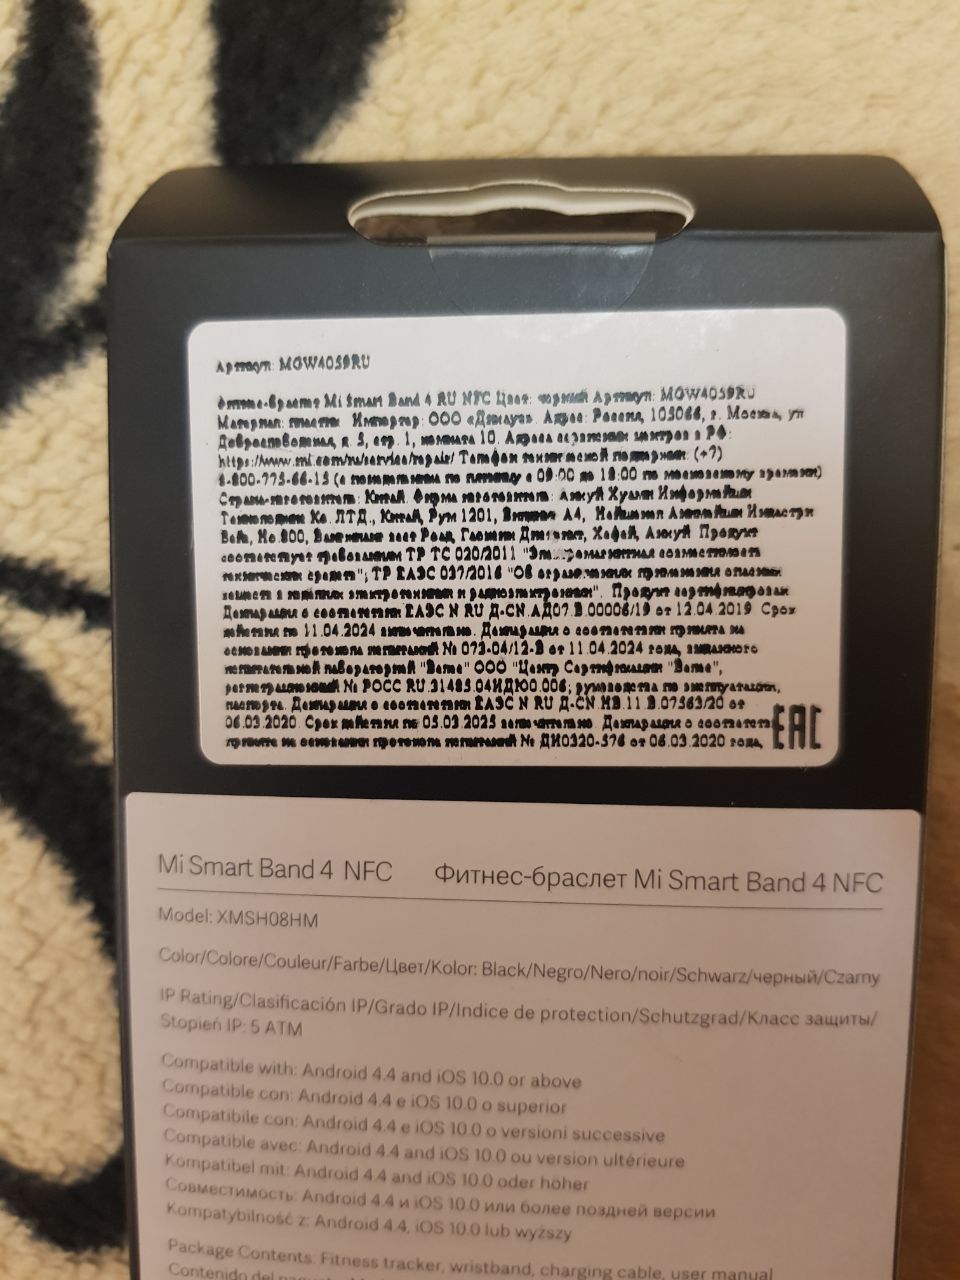 Артикул: MGW4059RU
Фитнес-браслет Mi Smart Band 4 RU NFC Цвет: черный Артикул: MGW4059RU
Материал: пластик Импортер: ООО Адрес: Россия, 105066, г. Москва, ул
Доброслободская, д. 5, стр. 1, комната 10. Адреса сервисных центров в РФ:
https://www.mi.com/ru/service/repair/ Телефон технической поддержки: (+7)
8-800-775-66-15 (с понедельника по пятницу с 09:00 до 18:00 по московскому времени)
Страна-изготовитель: Китай. Фирма изготовитель: Анхуй Хуами Информейшн
Технолоджи Ко. ЛТД., Китай, Рум 1201, A4, Нейшннл Анимейшн Индастри
Бейз, No.800, вест Роад, Хефей, Анхуй Продукт
соответствует требованиям ТР ТС 020/2011 "Электромагнитная совместимость
технических средств"; ТР ЕАЭС 037/2016 "Об ограничении применения опасных
веществ в изделиях электротехники и радиоэлектроники". Продукт сертифицирован
Декларация о соответствии ЕАЭС N RU Д-CN.АД07.В.00006/19 от 12.04.2019 Срок
действия по 11.04.2024 включительно. Декларация о соответствии принята на
основании протокола испытаний № 073-04/12-В от 11.04.2024 года, выданного
испытательной лабораторией ООО "Центр Сертификации
регистрационный № РОСС RU.31485.04ИДЮ0.006; руководства по эксплуатации,
паспорта. Декларация о соответствии ЕАЭС N RU Д-CN.НВ.11.В.07563/20 от
06.03.2020. Срок действия по 05.03.2025 включительно. Декларация о соответствии
принята на основании протокола испытаний № ДИ0320-576 от 06.03.2020 года,
EAC
Mi Smart Band 4 NFC Фитнес-браслет Mi Smart Band 4 NFC
Model: XMSH08HM
Color/Colore/Couleur/Farbe/Цвет/Kolor: Black/Negro/Nero/noir/Schwarz/черный/Czarny
IP Rating/Clasificación IP/Grado IP/Indice de protection/Schutzgrad/Класс защиты/
Stopień IP: 5 ATM
Compatible with: Android 4.4 and iOS 10.0 or above
Compatible con: Android 4.4 e iOS 10.0 o superior
Compatibile con: Android 4.4 e iOS 10.0 o versioni successive
Compatible avec: Android 4.4 and iOS 10.0 ou version ultérieure
Kompatibel mit: Android 4.4 and iOS 10.0 oder höher
Совместимость: Android 4.4 и iOS 10.0 или более поздней версии
Kompatybilność z: Android 4.4, iOS 10.0 lub wyższy
Package Contents: Fitness tracker, wristband, charging cable, user manual
Contenido del